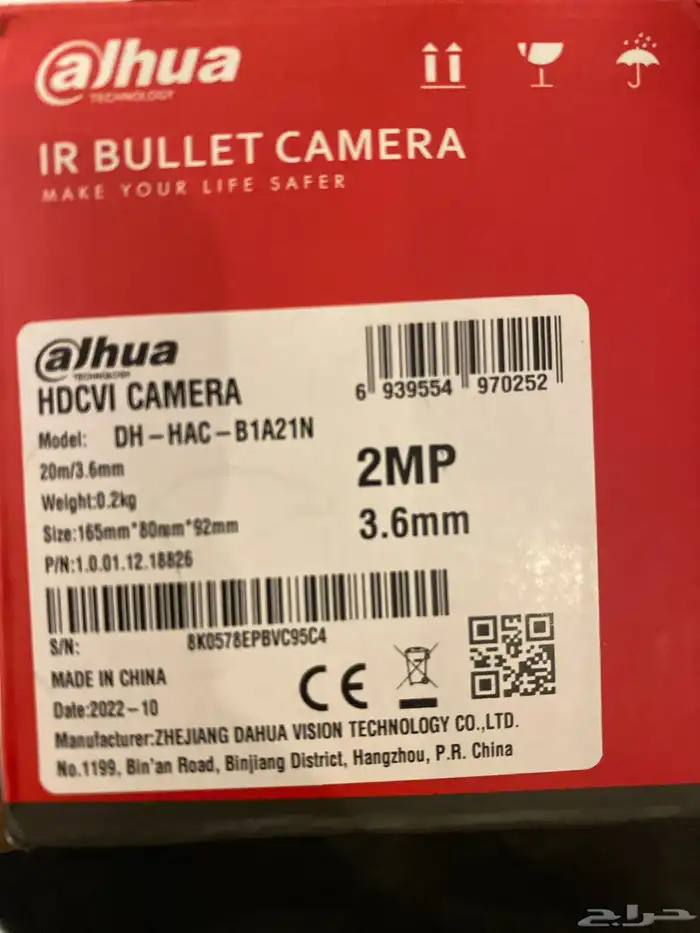 alhua
TECHNOLOGY
IR BULLET CAMERA
MAKE YOUR LIFE SAFER
alhua
TECHNOLOGY
HDCVI CAMERA
6 939554 970252
Model: DH-HAC-B1A21N
20m/3.6mm
2MP
Weight:0.2kg
3.6mm
Size:165mm*80mm*92mm
P/N:1.0.01.12.18826
S/N: 8K0578EPBVC95C4
MADE IN CHINA
CE
Date:2022-10
Manufacturer:ZHEJIANG DAHUA VISION TECHNOLOGY CO.,LTD.
No.1199, Bin'an Road, Binjiang District, Hangzhou, P.R. China
حراج